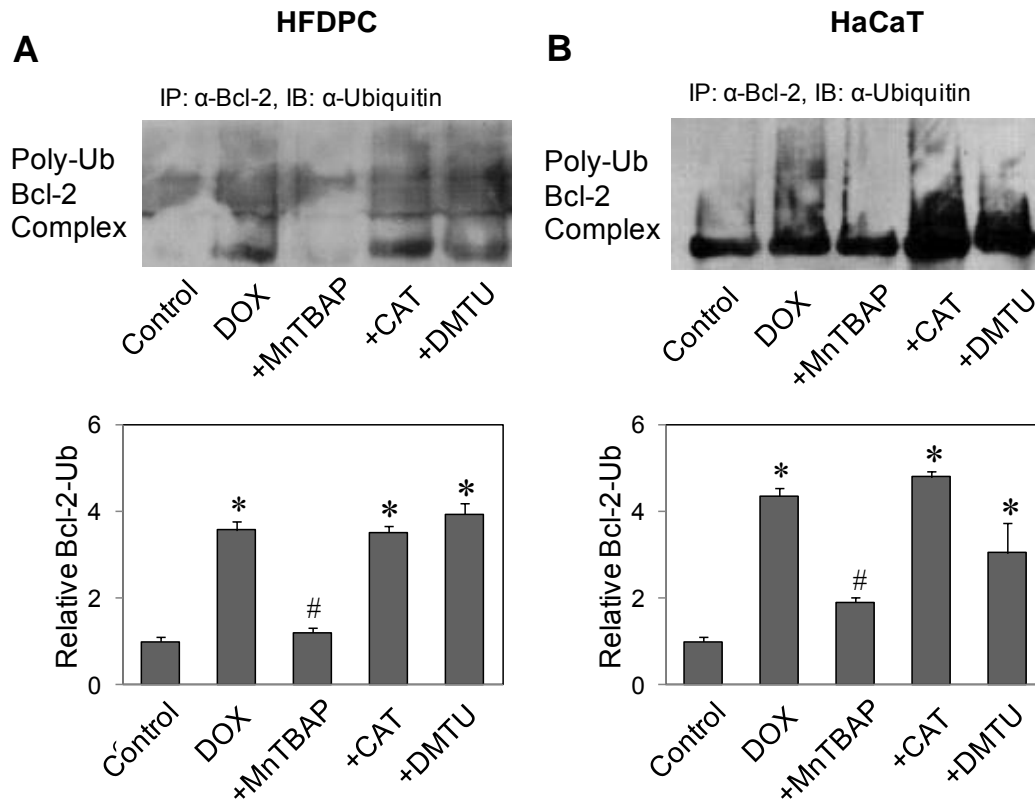 HFDPC
A
IP: α-Bcl-2, IB: α-Ubiquitin
Poly-Ub
Bcl-2
Complex
Control
DOX
+MnTBAP
+CAT
+DMTU
Relative Bcl-2-Ub
6
4
2
0
*
#
*
*
Control
DOX
+MnTBAP
+CAT
+DMTU
HaCaT
B
IP: α-Bcl-2, IB: α-Ubiquitin
Poly-Ub
Bcl-2
Complex
Control
DOX
+MnTBAP
+CAT
+DMTU
Relative Bcl-2-Ub
6
4
2
0
*
#
*
*
Control
DOX
+MnTBAP
+CAT
+DMTU